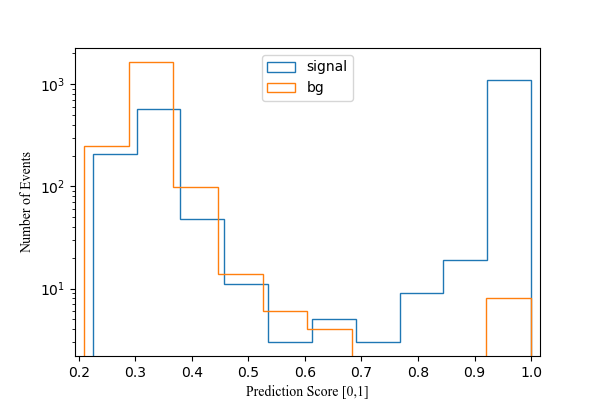 signal
bg
10³
10²
10¹
Number of Events
0.2 0.3 0.4 0.5 0.6 0.7 0.8 0.9 1.0
Prediction Score [0,1]